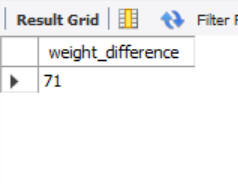 Result Grid Filter
weight_difference
71